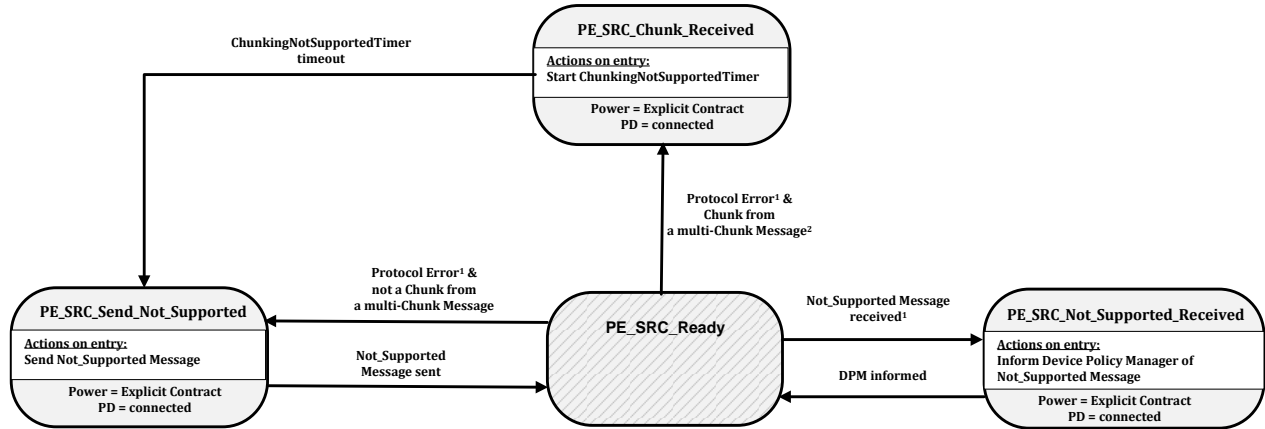 PE_SRC_Chunk_Received
Actions on entry:
Start ChunkingNotSupportedTimer
Power = Explicit Contract
PD = connected
ChunkingNotSupportedTimer
timeout
Protocol Error¹ &
Chunk from
a multi-Chunk Message²
Protocol Error¹ &
not a Chunk from
a multi-Chunk Message
Not_Supported
Message sent
PE_SRC_Send_Not_Supported
Actions on entry:
Send Not_Supported Message
Power = Explicit Contract
PD = connected
PE_SRC_Ready
Not_Supported Message
received¹
DPM informed
PE_SRC_Not_Supported_Received
Actions on entry:
Inform Device Policy Manager of
Not_Supported Message
Power = Explicit Contract
PD = connected